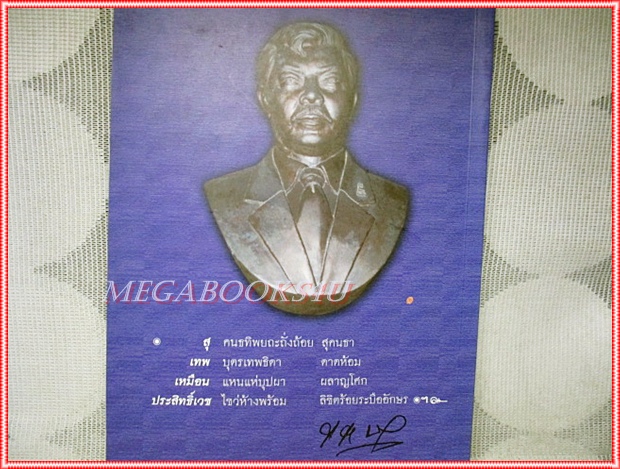 MEGABOOKS4U
๏ สุ คนธทิพยถะถั่งถ้อย สุคนธา
เทพ บุตรเทพธิดา ดาดห้อม
เหมือน แหนแห่บุปผา ผลาญโศก
ประสิทธิ์เวช ไชว่ห้างพร้อม ลิขิตร้อยระบือจักร ๚ะ๛